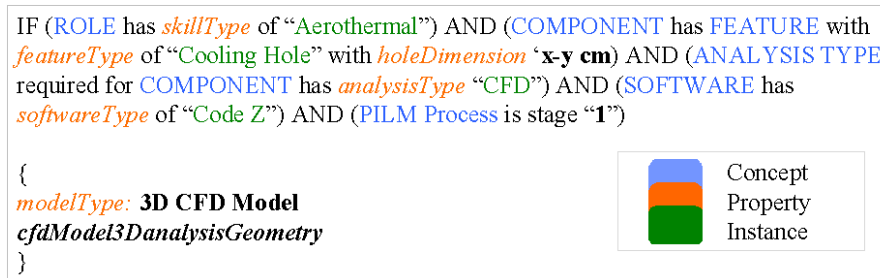 IF (ROLE has skillType of “Aerothermal”) AND (COMPONENT has FEATURE with
featureType of “Cooling Hole” with holeDimension ‘x-y cm) AND (ANALYSIS TYPE
required for COMPONENT has analysisType “CFD”) AND (SOFTWARE has
softwareType of “Code Z”) AND (PILM Process is stage “1”)
{
modelType: 3D CFD Model
cfdModel3DanalysisGeometry
}
Concept
Property
Instance